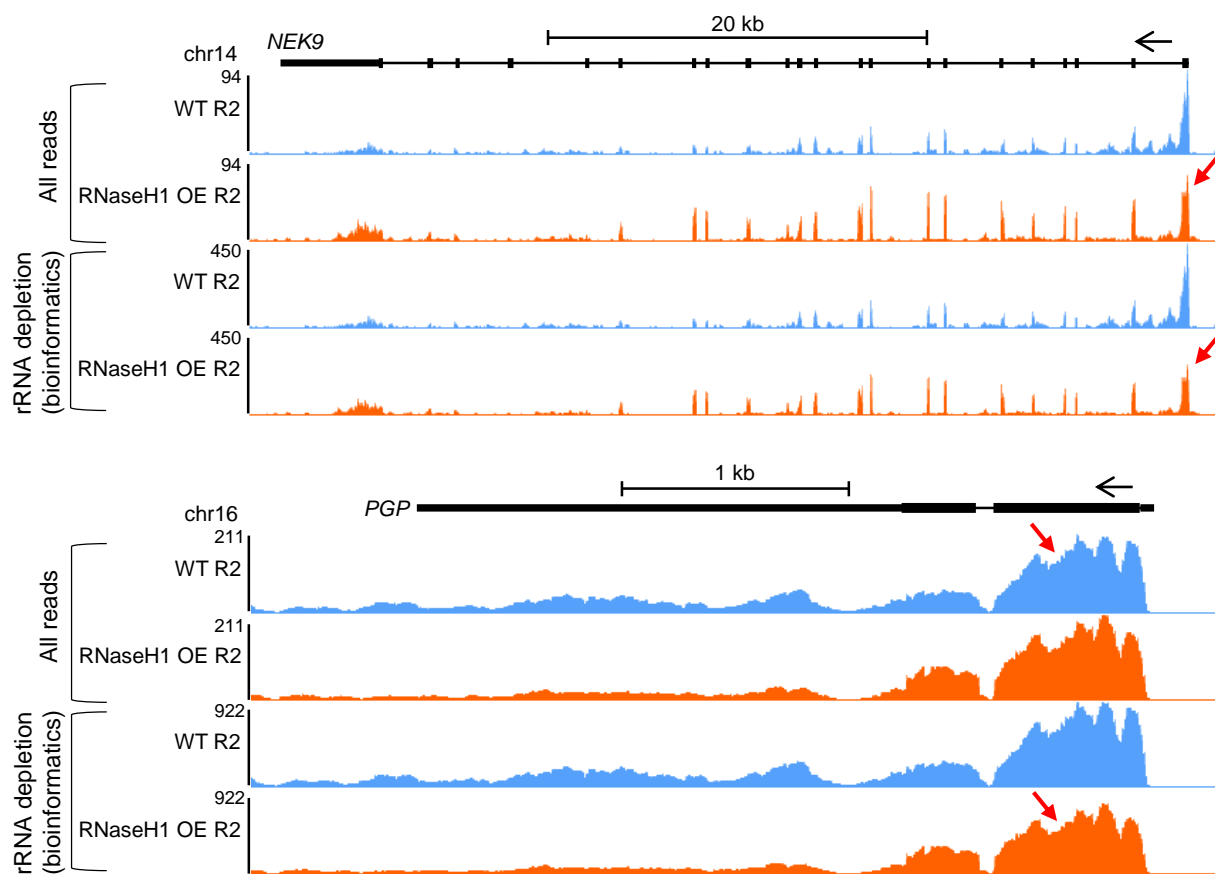 20 kb
NEK9
chr14
All reads
94
WT R2
94
RNaseH1 OE R2
rRNA depletion
(bioinformatics)
450
WT R2
450
RNaseH1 OE R2
1 kb
PGP
chr16
All reads
211
WT R2
211
RNaseH1 OE R2
rRNA depletion
(bioinformatics)
922
WT R2
922
RNaseH1 OE R2